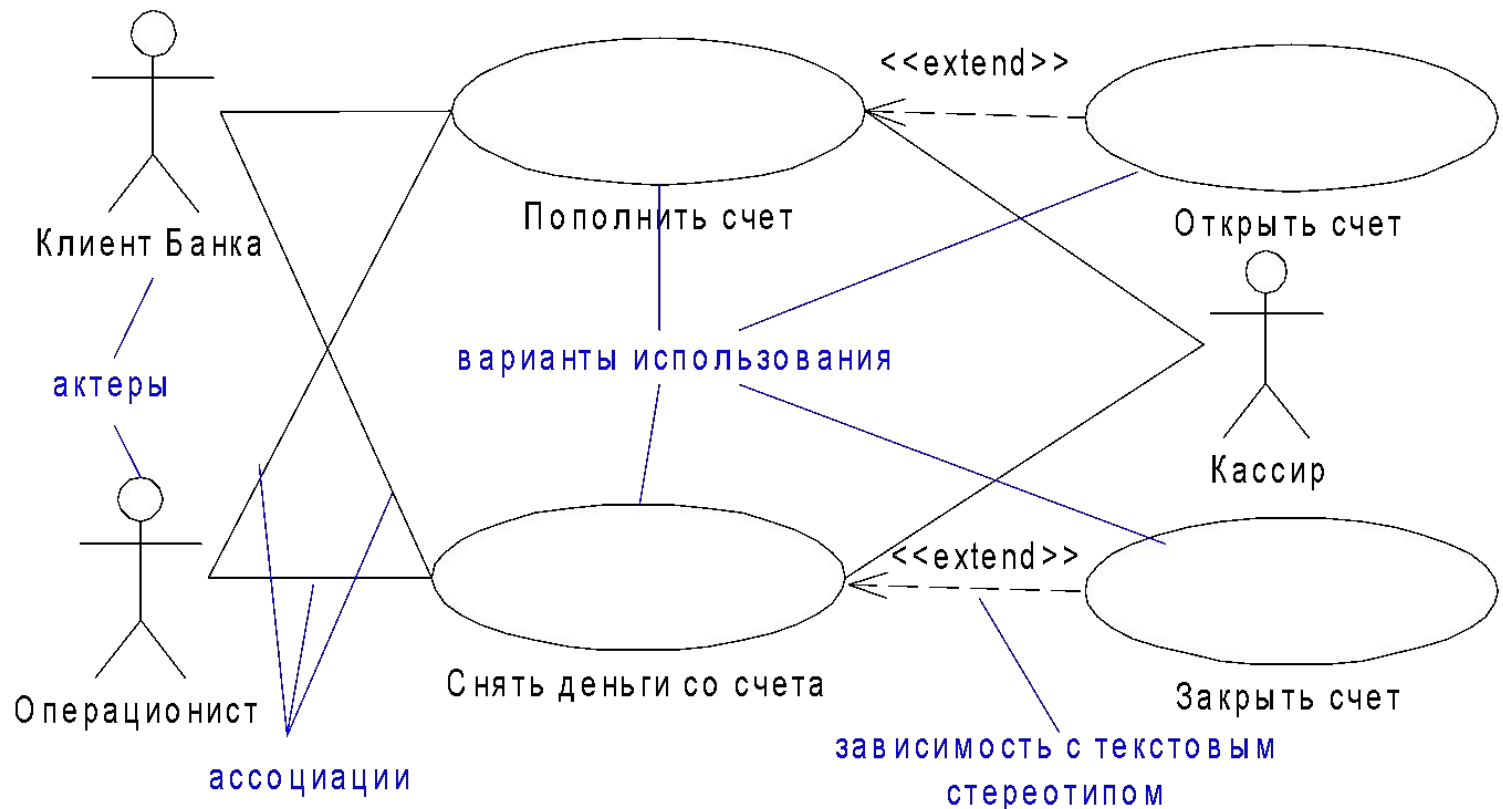 <<extend>>
Пополнить счет
Открыть счет
Клиент Банка
варианты использования
актеры
Кассир
<<extend>>
Снять деньги со счета
Закрыть счет
Операционист
ассоциации
зависимость с текстовым
стереотипом